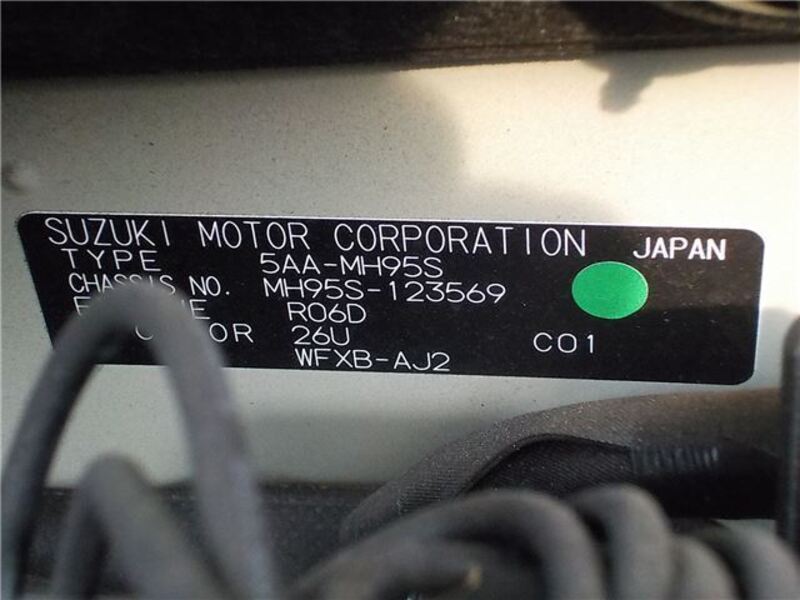 SUZUKI MOTOR CORPORATION JAPAN
TYPE 5AA-MH95S
CHASSIS NO. MH95S-123569
R06D
26U C01
WFXB-AJ2